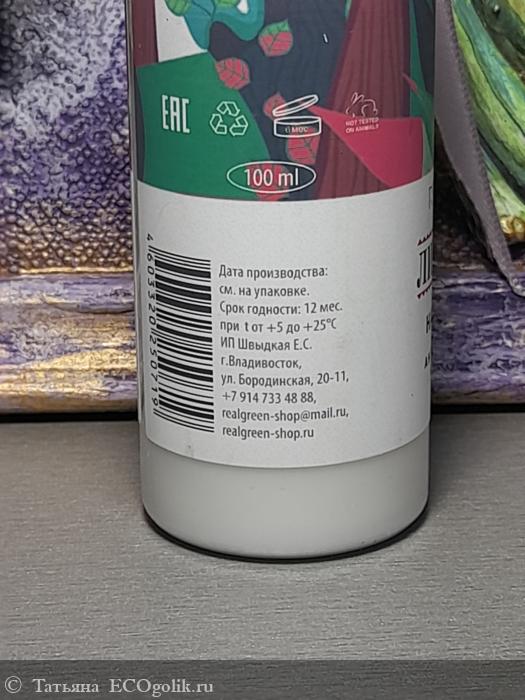 EAC
6 мес
NOT TESTED
ON ANIMALS
100 ml
Дата производства:
см. на упаковке.
Срок годности: 12 мес.
при t от +5 до +25°C
ИП Швыдкая Е.С.
г.Владивосток,
ул. Бородинская, 20-11,
+7 914 733 48 88,
realgreen-shop@mail.ru,
realgreen-shop.ru
4603320250719
© Татьяна ECOgolik.ru